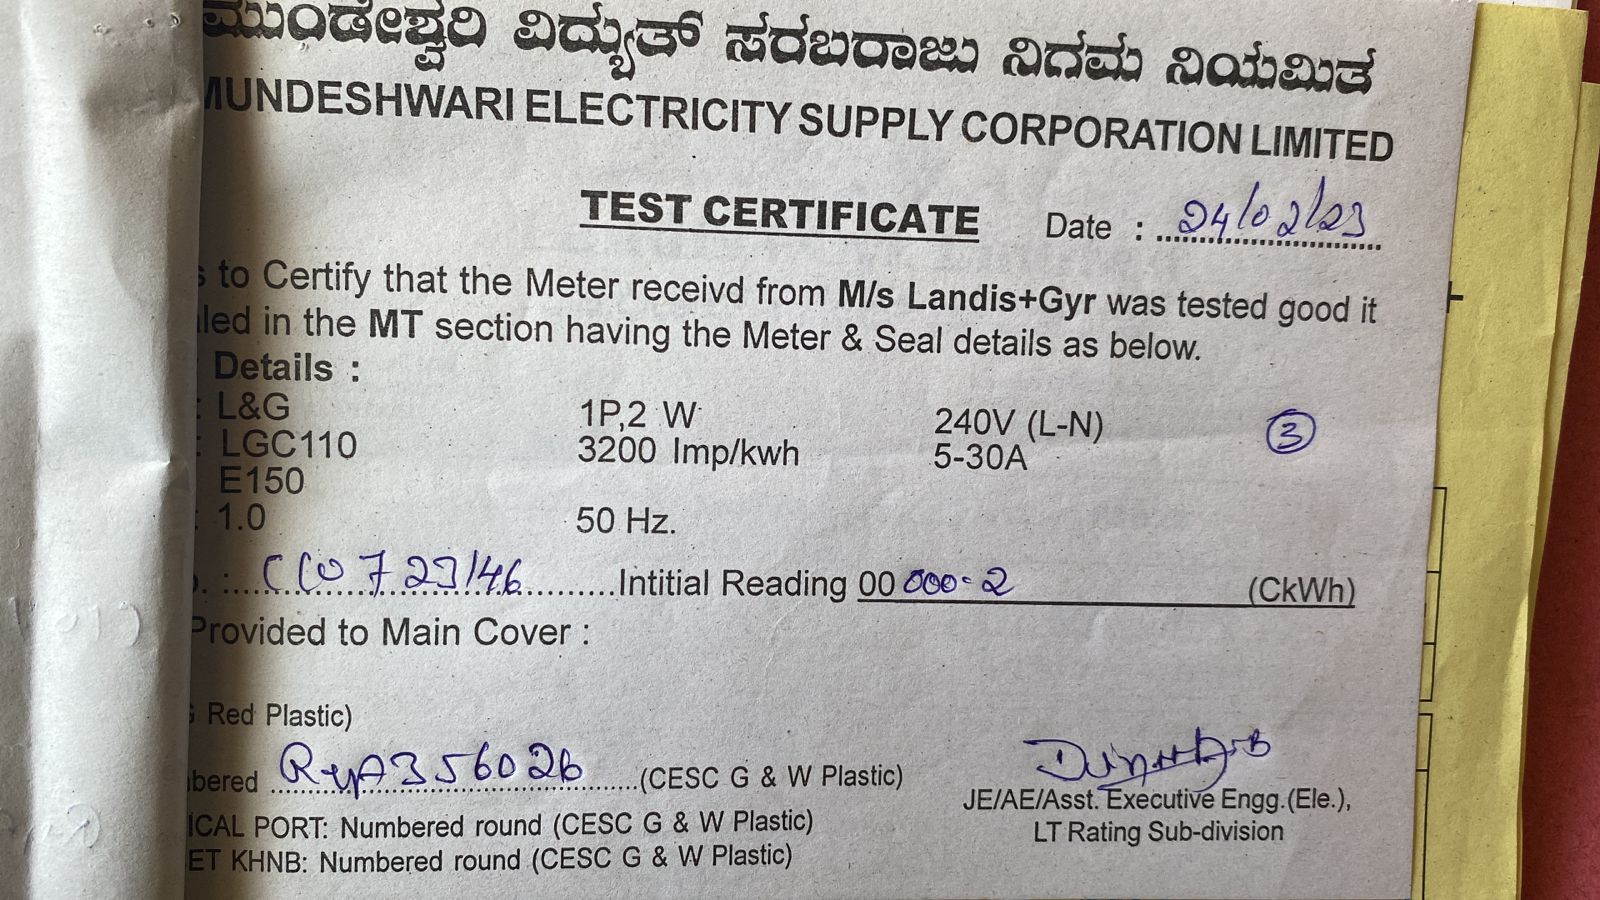 ಮುಂಡೇಶ್ವರಿ ವಿದ್ಯುತ್ ಸರಬರಾಜು ನಿಗಮ ನಿಯಮಿತ
MUNDESHWARI ELECTRICITY SUPPLY CORPORATION LIMITED
TEST CERTIFICATE Date : 24/02/23
s to Certify that the Meter receivd from M/s Landis+Gyr was tested good it
led in the MT section having the Meter & Seal details as below.
Details :
: L&G 1P,2 W 240V (L-N) 3
: LGC110 3200 Imp/kwh 5-30A
E150
: 1.0 50 Hz.
. : 723146 Intitial Reading 00 000-2 (CkWh)
Provided to Main Cover :
Red Plastic)
bered 356026 (CESC G & W Plastic)
JE/AE/Asst. Executive Engg.(Ele.),
ICAL PORT: Numbered round (CESC G & W Plastic)
LT Rating Sub-division
ET KHNB: Numbered round (CESC G & W Plastic)